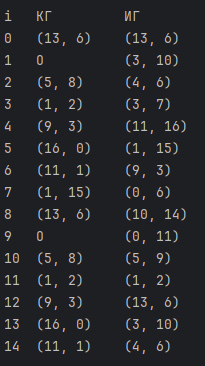 i КГ ИГ
0 (13, 6) (13, 6)
1 O (3, 10)
2 (5, 8) (4, 6)
3 (1, 2) (3, 7)
4 (9, 3) (11, 16)
5 (16, 0) (1, 15)
6 (11, 1) (9, 3)
7 (1, 15) (0, 6)
8 (13, 6) (10, 14)
9 O (0, 11)
10 (5, 8) (5, 9)
11 (1, 2) (1, 2)
12 (9, 3) (13, 6)
13 (16, 0) (3, 10)
14 (11, 1) (4, 6)